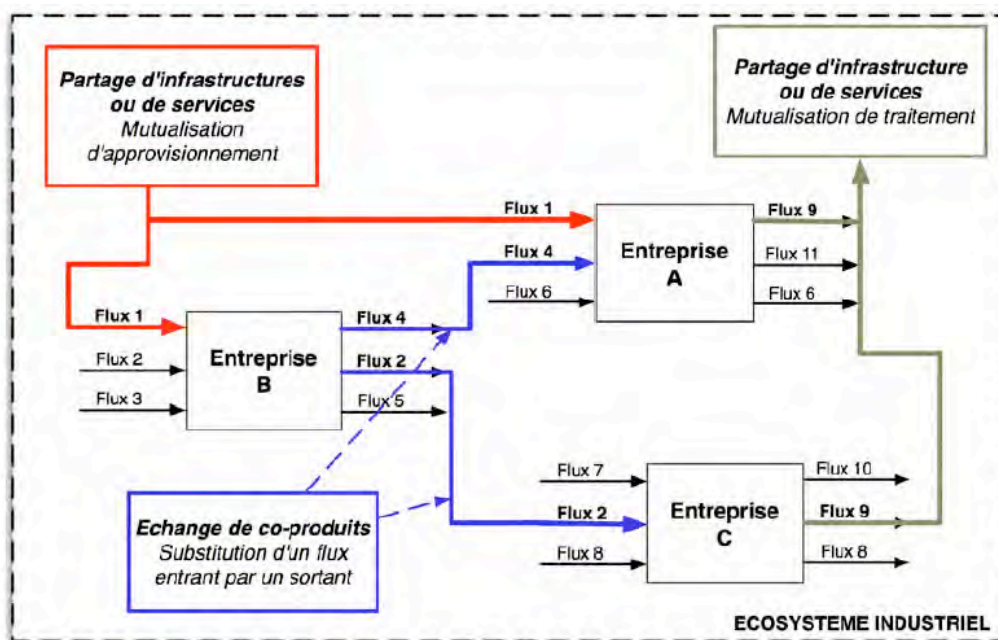 Partage d'infrastructures
ou de services
Mutualisation
d'approvisionnement
Partage d'infrastructure
ou de services
Mutualisation de traitement
Flux 1
Flux 4
Flux 6
Entreprise
A
Flux 9
Flux 11
Flux 6
Flux 1
Flux 2
Flux 3
Entreprise
B
Flux 4
Flux 2
Flux 5
Echange de co-produits
Substitution d'un flux
entrant par un sortant
Flux 7
Flux 2
Flux 8
Entreprise
C
Flux 10
Flux 9
Flux 8
ECOSYSTEME INDUSTRIEL